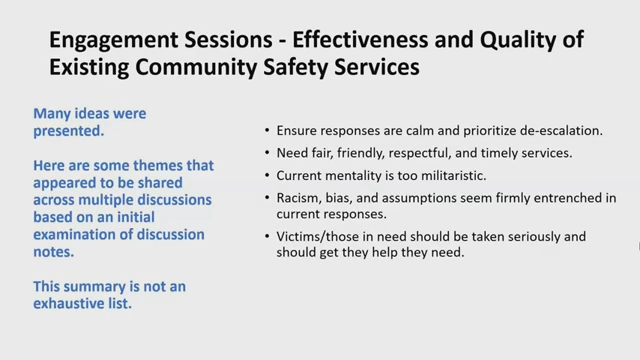 Engagement Sessions - Effectiveness and Quality of
Existing Community Safety Services
Many ideas were
presented.
Here are some themes that
appeared to be shared
across multiple discussions
based on an initial
examination of discussion
notes.
This summary is not an
exhaustive list.
• Ensure responses are calm and prioritize de-escalation.
• Need fair, friendly, respectful, and timely services.
• Current mentality is too militaristic.
• Racism, bias, and assumptions seem firmly entrenched in
current responses.
• Victims/those in need should be taken seriously and
should get they help they need.